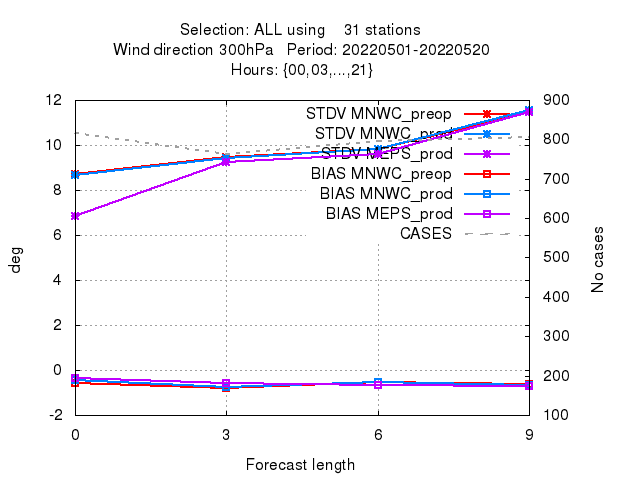 Selection: ALL using 31 stations
Wind direction 300hPa Period: 20220501-20220520
Hours: {00,03,...,21}
12 900
STDV MNWC_preop
STDV MNWC_prod
STDV MEPS_prod
BIAS MNWC_preop
BIAS MNWC_prod
BIAS MEPS_prod
CASES
10 800
8 700
6 600
4 500
2 400
0 300
-2 200
100
deg
No cases
0 3 6 9
Forecast length